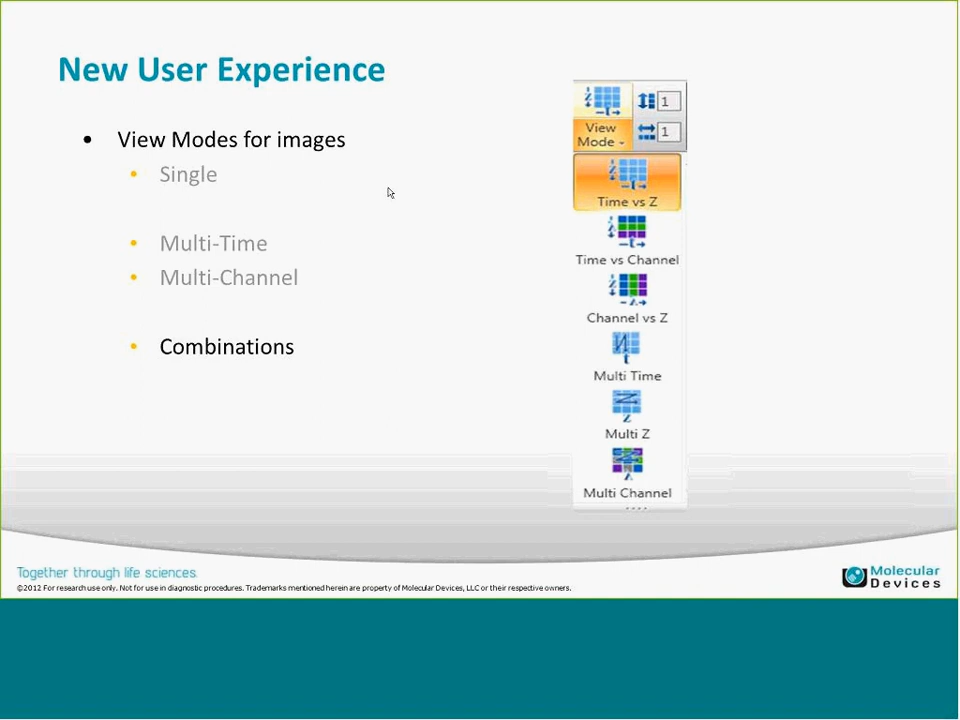 New User Experience
• View Modes for images
• Single
• Multi-Time
• Multi-Channel
• Combinations
1
View
Mode
1
Time vs Z
Time vs Channel
Channel vs Z
Multi Time
Multi Z
Multi Channel
Together through life sciences.
©2012 For research use only. Not for use in diagnostic procedures. Trademarks mentioned herein are property of Molecular Devices, LLC or their respective owners.
Molecular
Devices